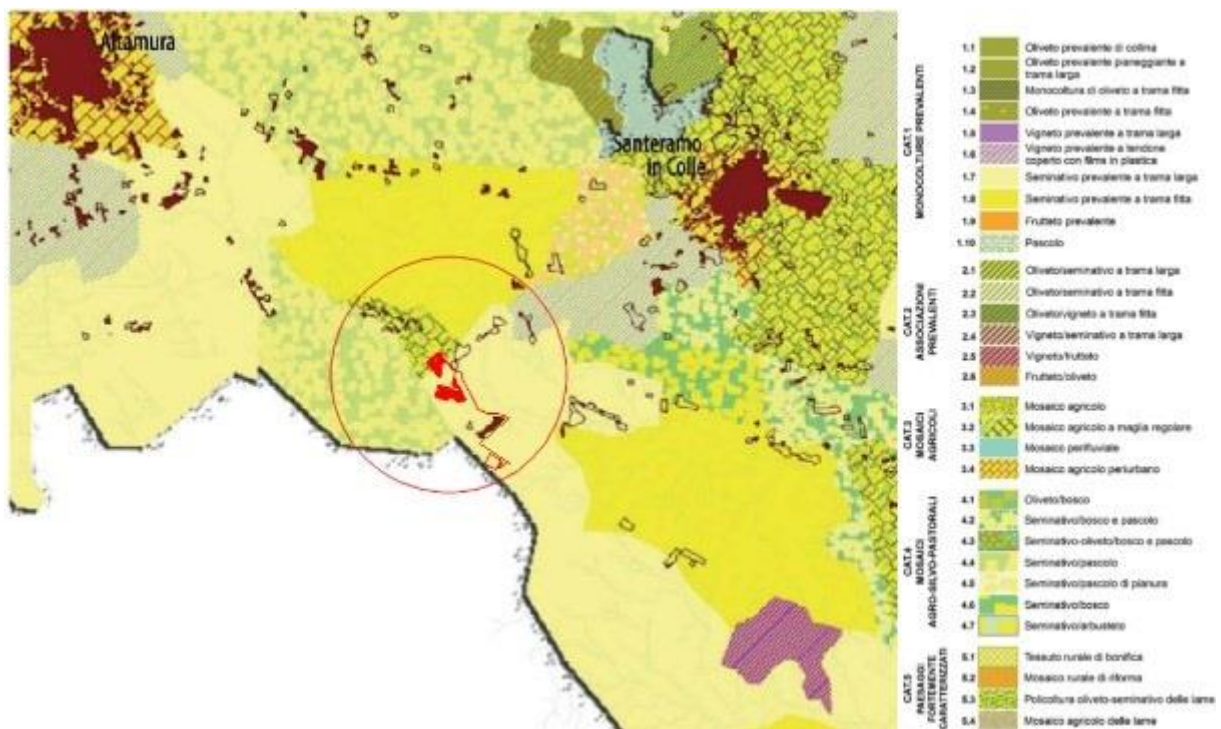 Altamura
Santeramo
in Colle
CAT.1
MONOCOLTURE PREVALENTI
1.1 Oliveto prevalente di collina
1.2 Oliveto prevalente pianeggiante a
trama larga
1.3 Monocoltura di oliveto a trama fitta
1.4 Oliveto prevalente a trama fitta
1.5 Vigneto prevalente a trama larga
1.6 Vigneto prevalente a tendone
coperto con films in plastica
1.7 Seminativo prevalente a trama larga
1.8 Seminativo prevalente a trama fitta
1.9 Frutteto prevalente
1.10 Pascolo
CAT.2
ASSOCIAZIONI
PREVALENTI
2.1 Oliveto/seminativo a trama larga
2.2 Oliveto/seminativo a trama fitta
2.3 Oliveto/vigneto a trama fitta
2.4 Vigneto/seminativo a trama larga
2.5 Vigneto/frutteto
2.6 Frutteto/oliveto
CAT.3
MOSAICI
AGRICOLI
3.1 Mosaico agricolo
3.2 Mosaico agricolo a maglia regolare
3.3 Mosaico perifluviale
3.4 Mosaico agricolo periurbano
CAT.4
MOSAICI
AGRO-SILVO-PASTORALI
4.1 Oliveto/bosco
4.2 Seminativo/bosco e pascolo
4.3 Seminativo-oliveto/bosco e pascolo
4.4 Seminativo/pascolo
4.5 Seminativo/pascolo di pianura
4.6 Seminativo/bosco
4.7 Seminativo/arbusteto
CAT.5
PAESAGGI
FORTEMENTE
CARATTERIZZATI
5.1 Tessuto rurale di bonifica
5.2 Mosaico rurale di riforma
5.3 Policoltura oliveto-seminativo delle lame
5.4 Mosaico agricolo delle lame